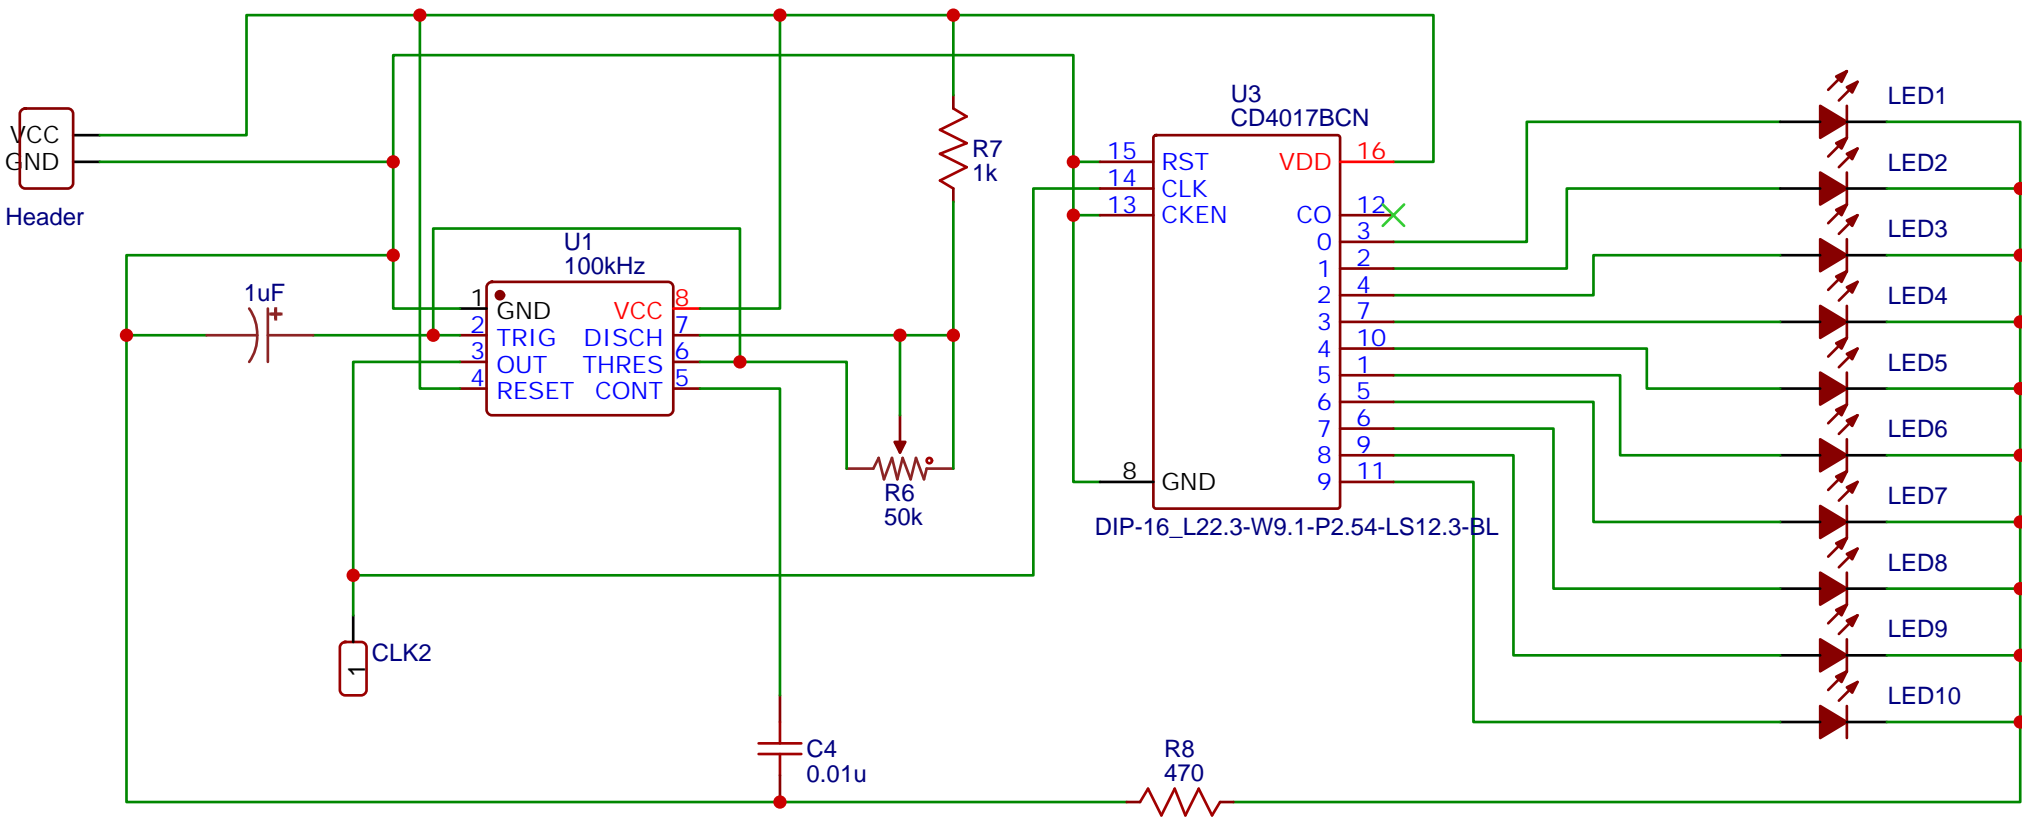 VCC
GND
Header
1uF
U1
100kHz
1
GND
2
TRIG
3
OUT
4
RESET
VCC
8
DISCH
7
THRES
6
CONT
5
R7
1k
R6
50k
CLK2
1
C4
0.01u
R8
470
U3
CD4017BCN
15
RST
14
CLK
13
CKEN
8
GND
VDD
16
CO
12
0
3
1
2
2
4
3
7
4
10
5
1
6
5
7
6
8
9
9
11
DIP-16_L22.3-W9.1-P2.54-LS12.3-BL
LED1
LED2
LED3
LED4
LED5
LED6
LED7
LED8
LED9
LED10